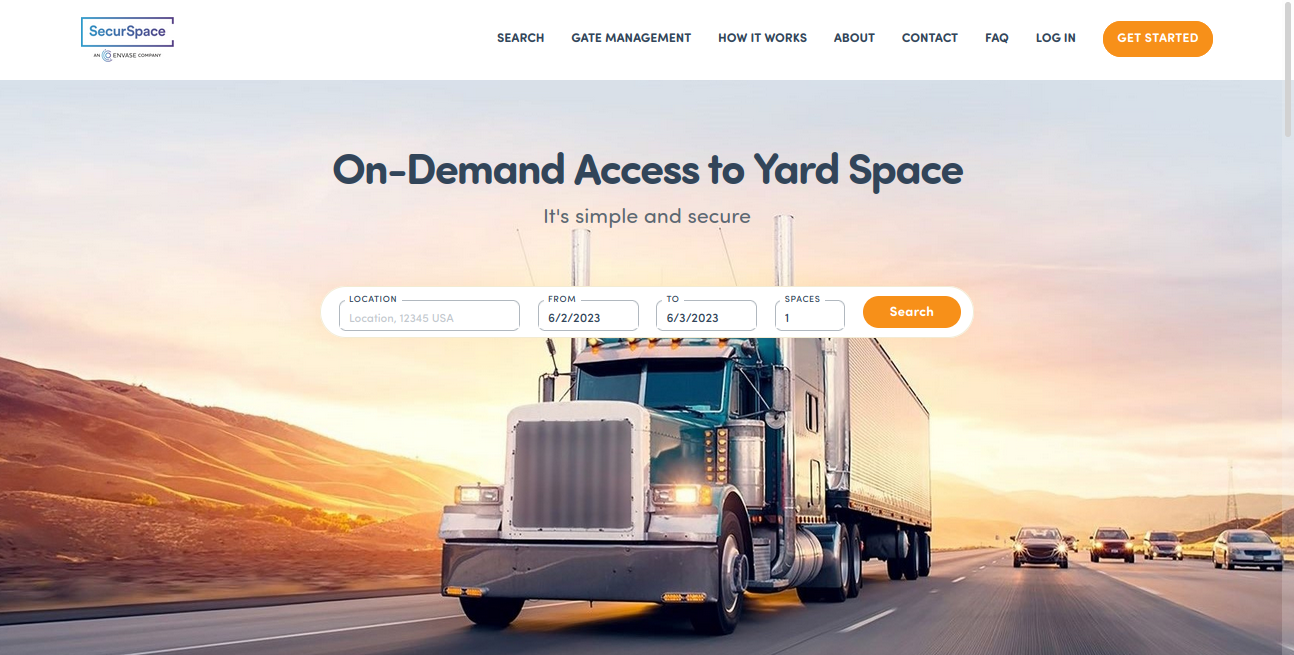 SecurSpace
AN ENVASE COMPANY
SEARCH GATE MANAGEMENT HOW IT WORKS ABOUT CONTACT FAQ LOG IN GET STARTED
On-Demand Access to Yard Space
It's simple and secure
LOCATION FROM TO SPACES
Location, 12345 USA 6/2/2023 6/3/2023 1 Search